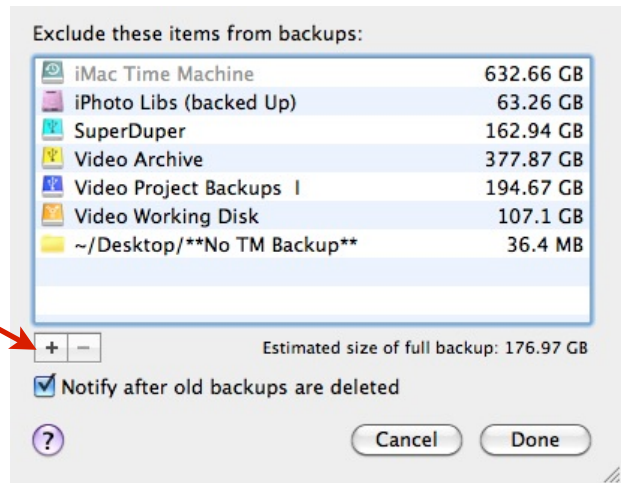 Exclude these items from backups:
iMac Time Machine 632.66 GB
iPhoto Libs (backed Up) 63.26 GB
SuperDuper 162.94 GB
Video Archive 377.87 GB
Video Project Backups I 194.67 GB
Video Working Disk 107.1 GB
~/Desktop/**No TM Backup** 36.4 MB
+ − Estimated size of full backup: 176.97 GB
Notify after old backups are deleted
? Cancel Done